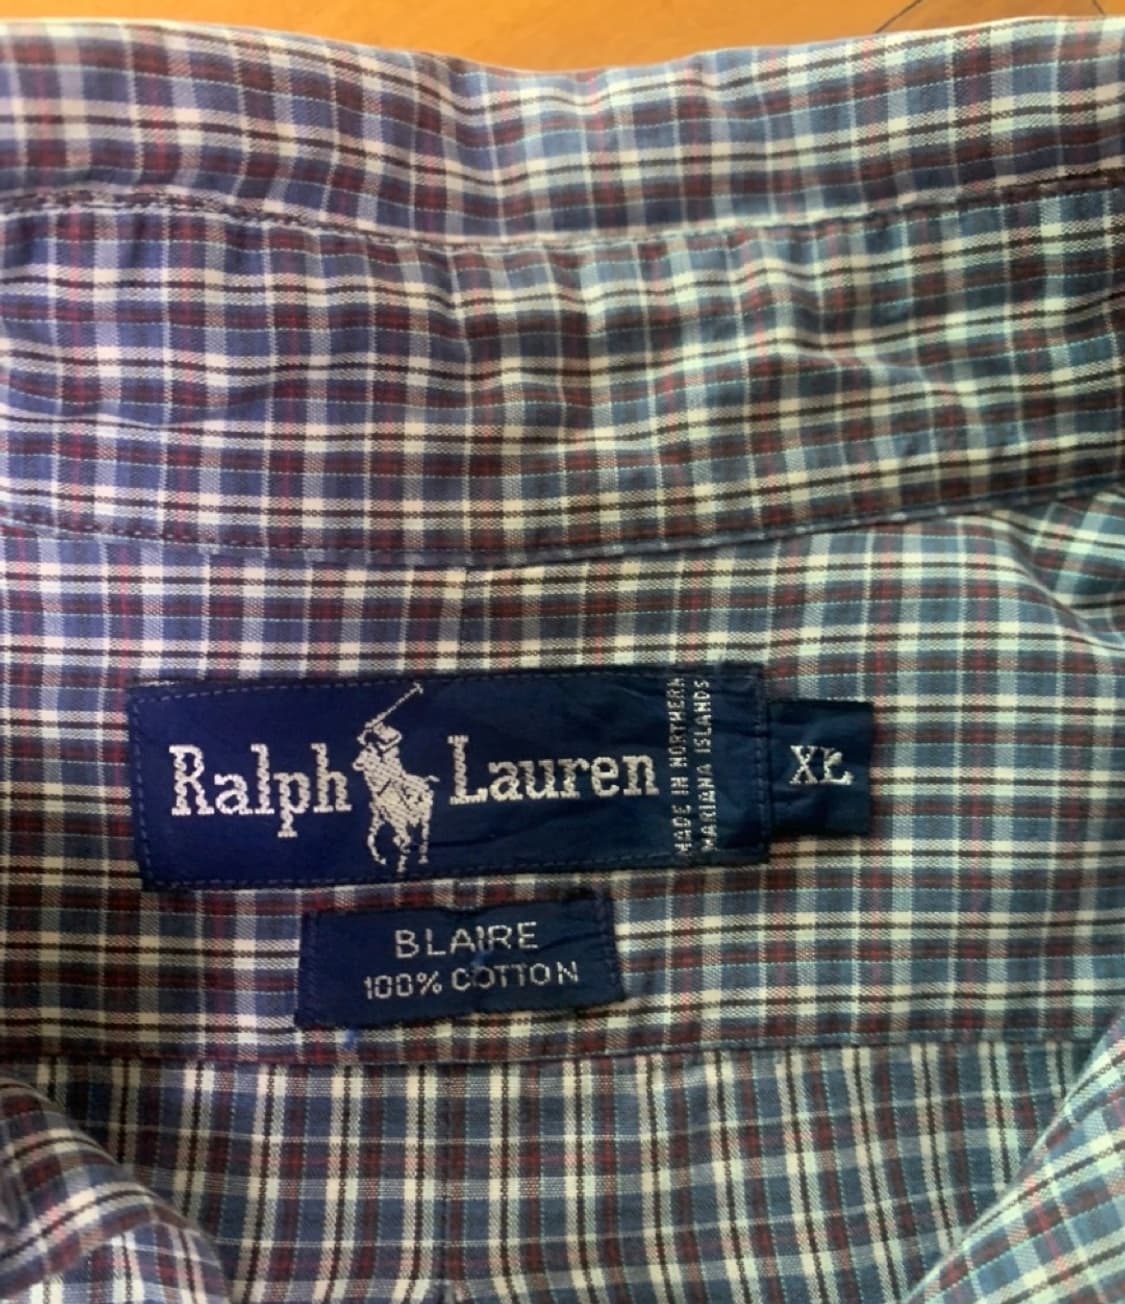 Ralph Lauren
MADE IN NORTHERN
MARIANA ISLANDS
XL
BLAIRE
100% COTTON